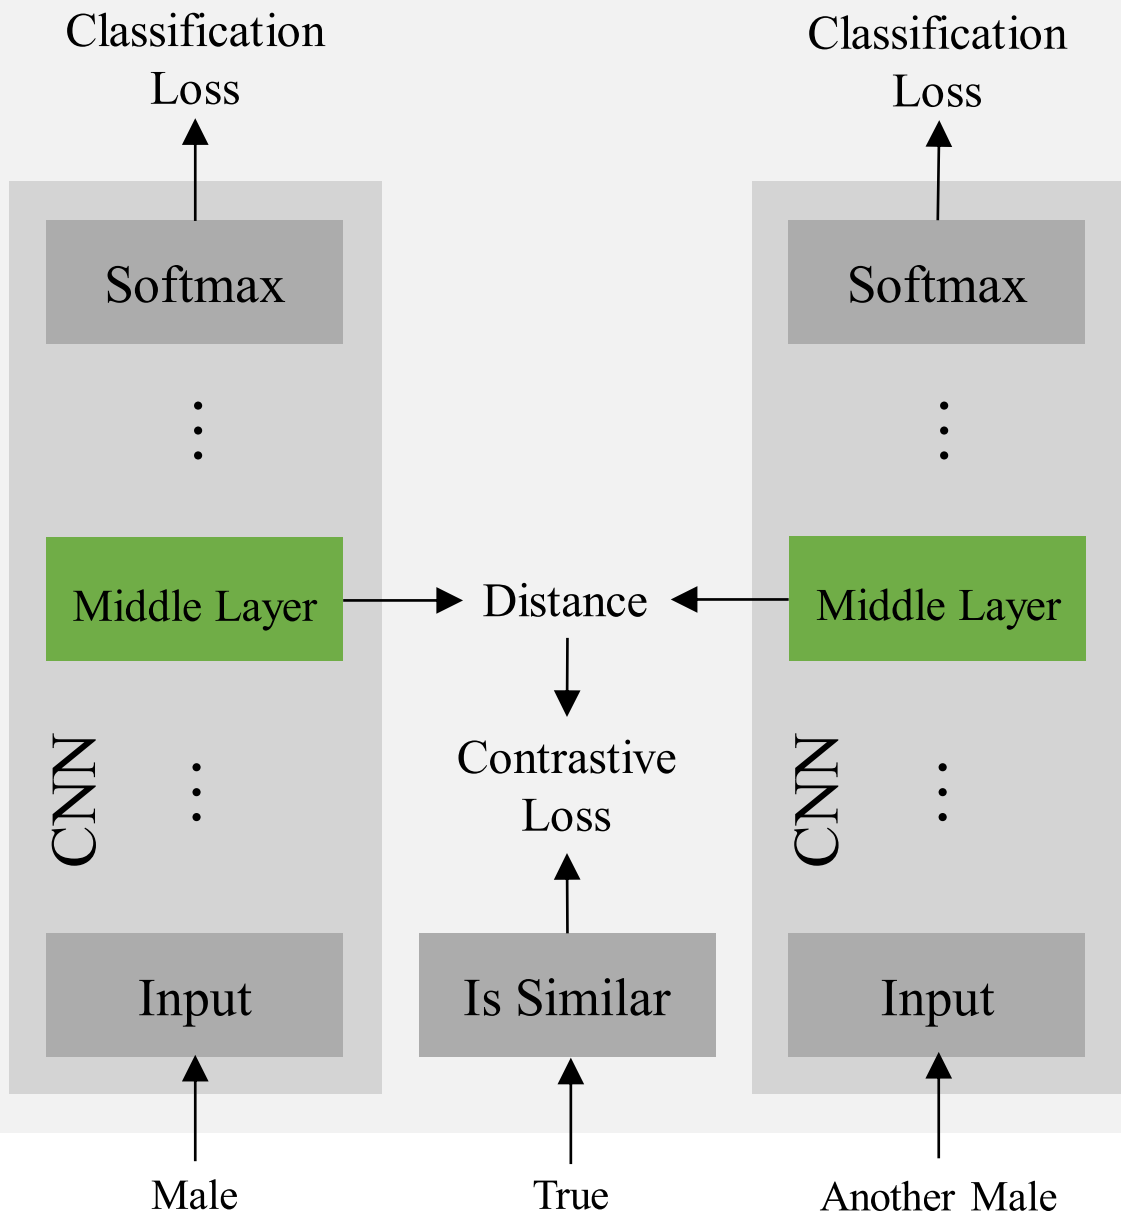 Classification
Loss
Classification
Loss
Softmax
Softmax
Middle Layer
Distance
Middle Layer
CNN
Contrastive
Loss
CNN
Input
Is Similar
Input
Male
True
Another Male